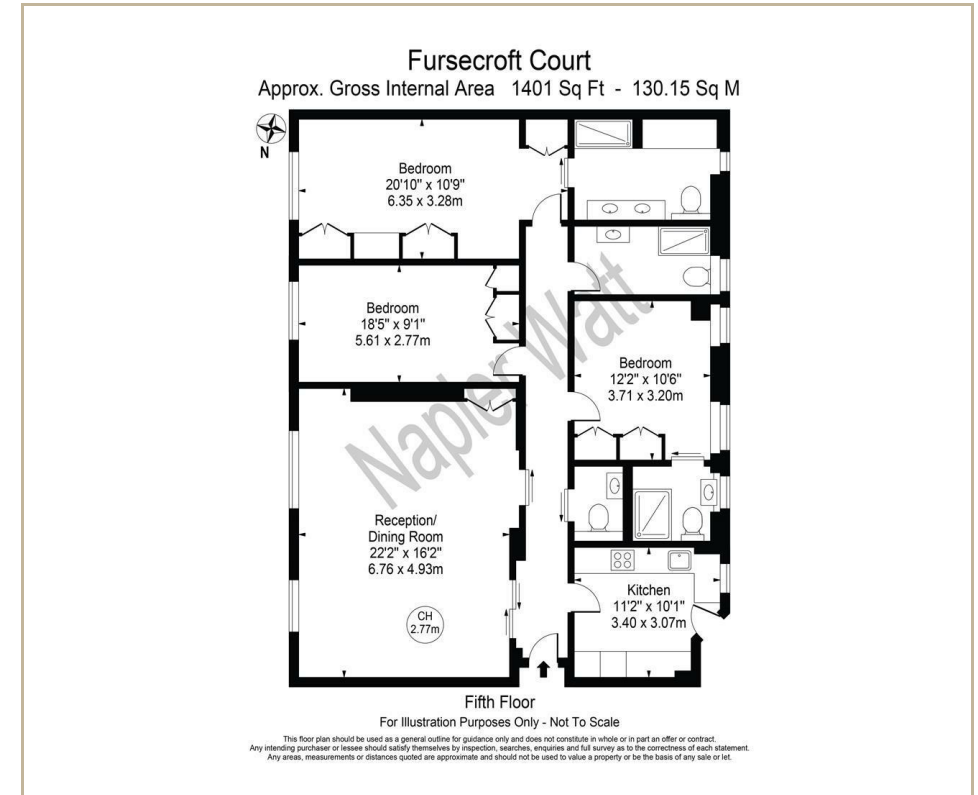 Fursecroft Court
Approx. Gross Internal Area 1401 Sq Ft - 130.15 Sq M
N
Bedroom
20'10" x 10'9"
6.35 x 3.28m
Bedroom
18'5" x 9'1"
5.61 x 2.77m
Bedroom
12'2" x 10'6"
3.71 x 3.20m
Napier Watt
Reception/
Dining Room
22'2" x 16'2"
6.76 x 4.93m
CH
2.77m
Kitchen
11'2" x 10'1"
3.40 x 3.07m
Fifth Floor
For Illustration Purposes Only - Not To Scale
This floor plan should be used as a general outline for guidance only and does not constitute in whole or in part an offer or contract.
Any intending purchaser or lessee should satisfy themselves by inspection, searches, enquiries and full survey as to the correctness of each statement.
Any areas, measurements or distances quoted are approximate and should not be used to value a property or be the basis of any sale or let.